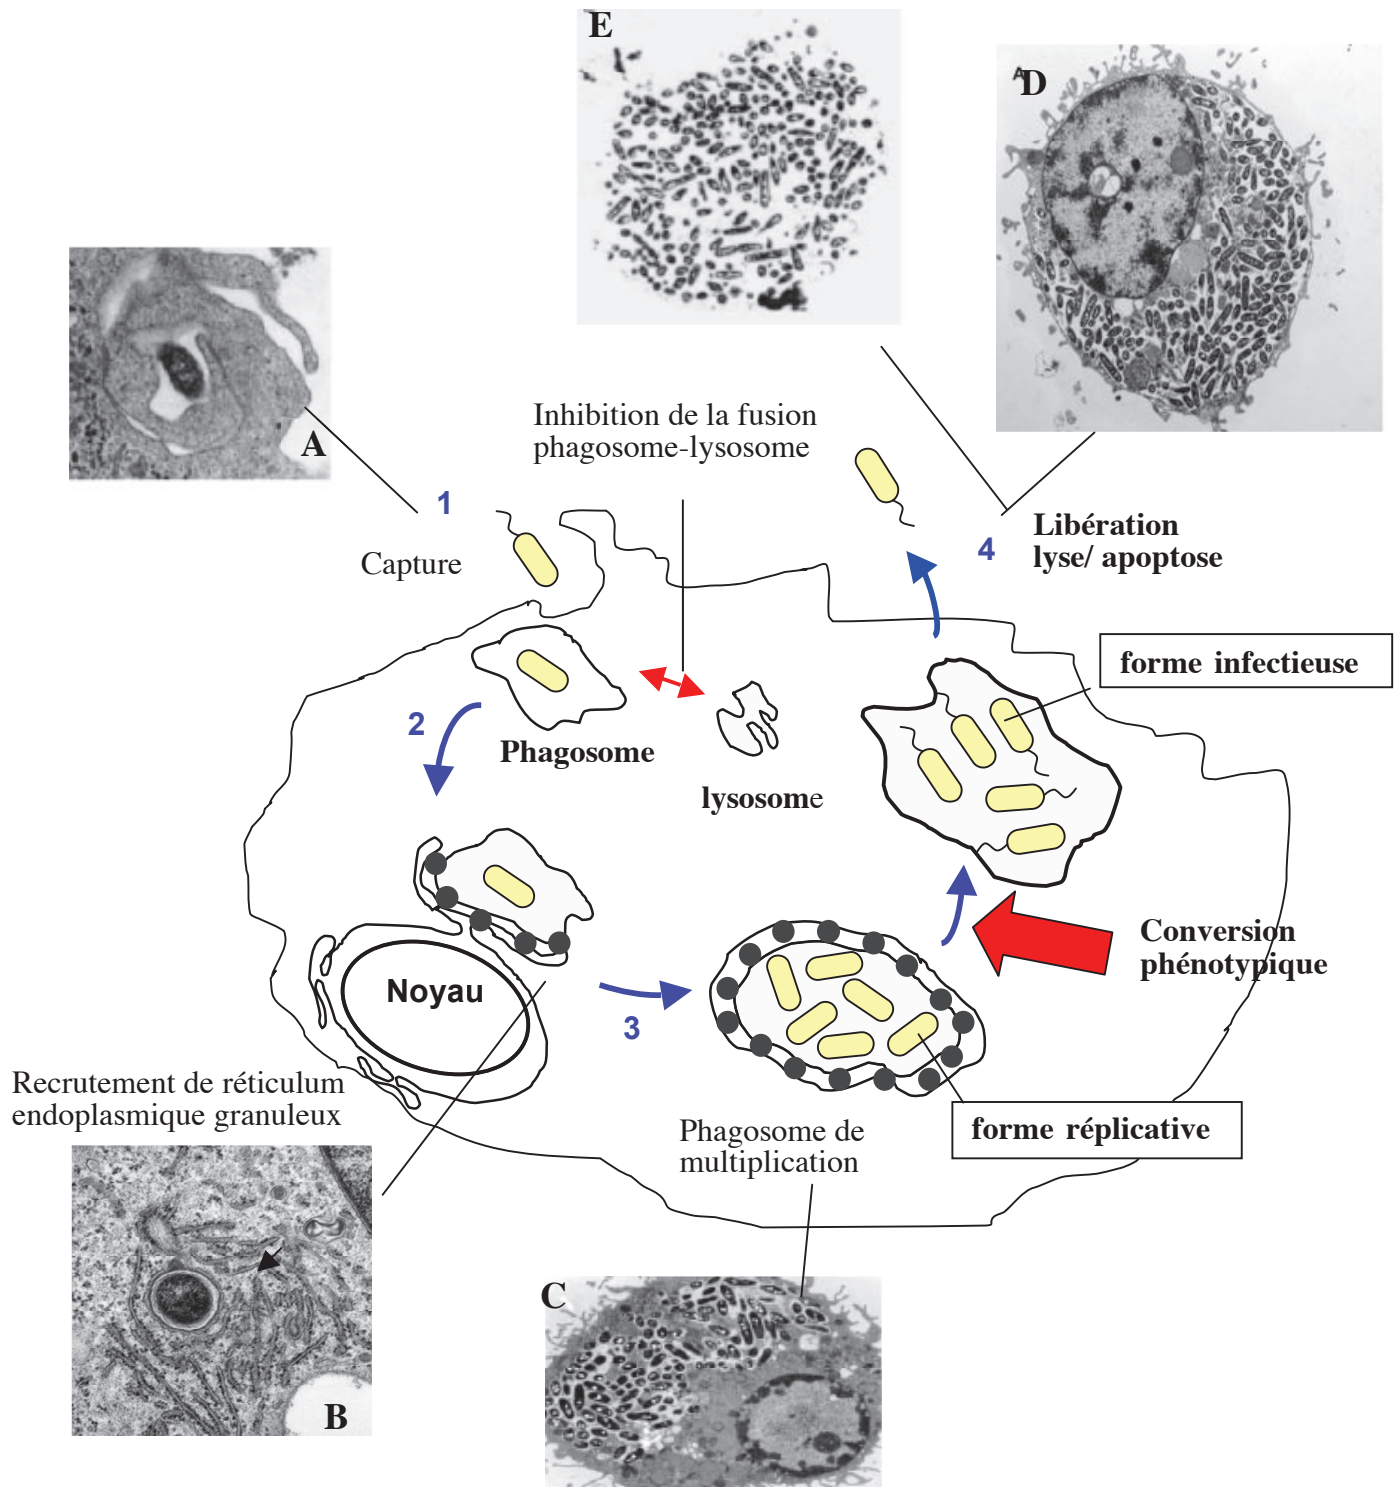 E
A
D
A
Inhibition de la fusion
phagosome-lysosome
1
Capture
4
Libération
lyse/ apoptose
forme infectieuse
2
Phagosome
lysosome
Noyau
3
Conversion
phénotypique
Recrutement de réticulum
endoplasmique granuleux
Phagosome de
multiplication
forme réplicative
B
C